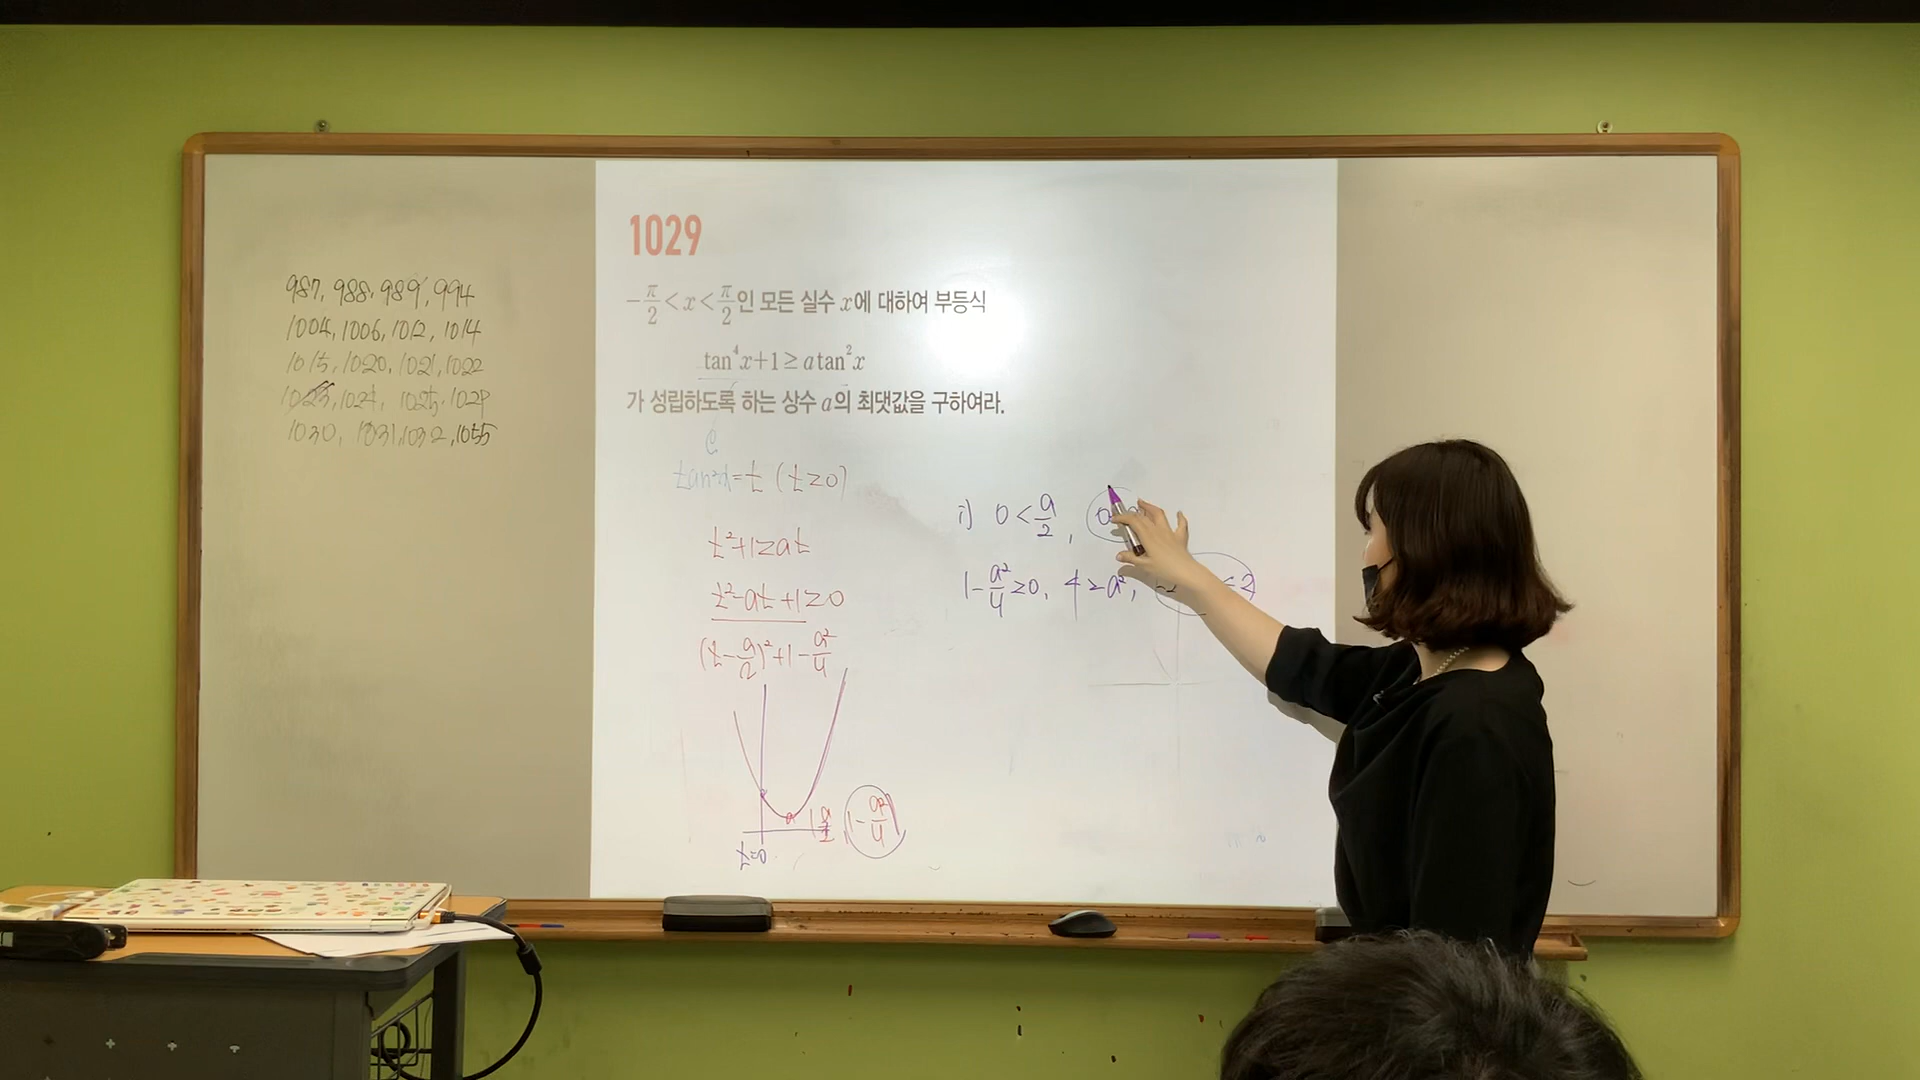 987, 988, 989, 994
1004, 1006, 1012, 1014
1015, 1020, 1021, 1022
1024, 1025, 1029
1030, 1031, 1032, 1055
1029
-π/2 < x < π/2인 모든 실수 x에 대하여 부등식
tan⁴x+1≥a tan²x
가 성립하도록 하는 상수 a의 최댓값을 구하여라.
tan²x=t (t≥0)
t²+1≥at
t²-at+1≥0
(t-a/2)²+1-a²/4
t=0
1-a²/4
i) 0<a/2,
1-a²/4≥0, 4≥a²,